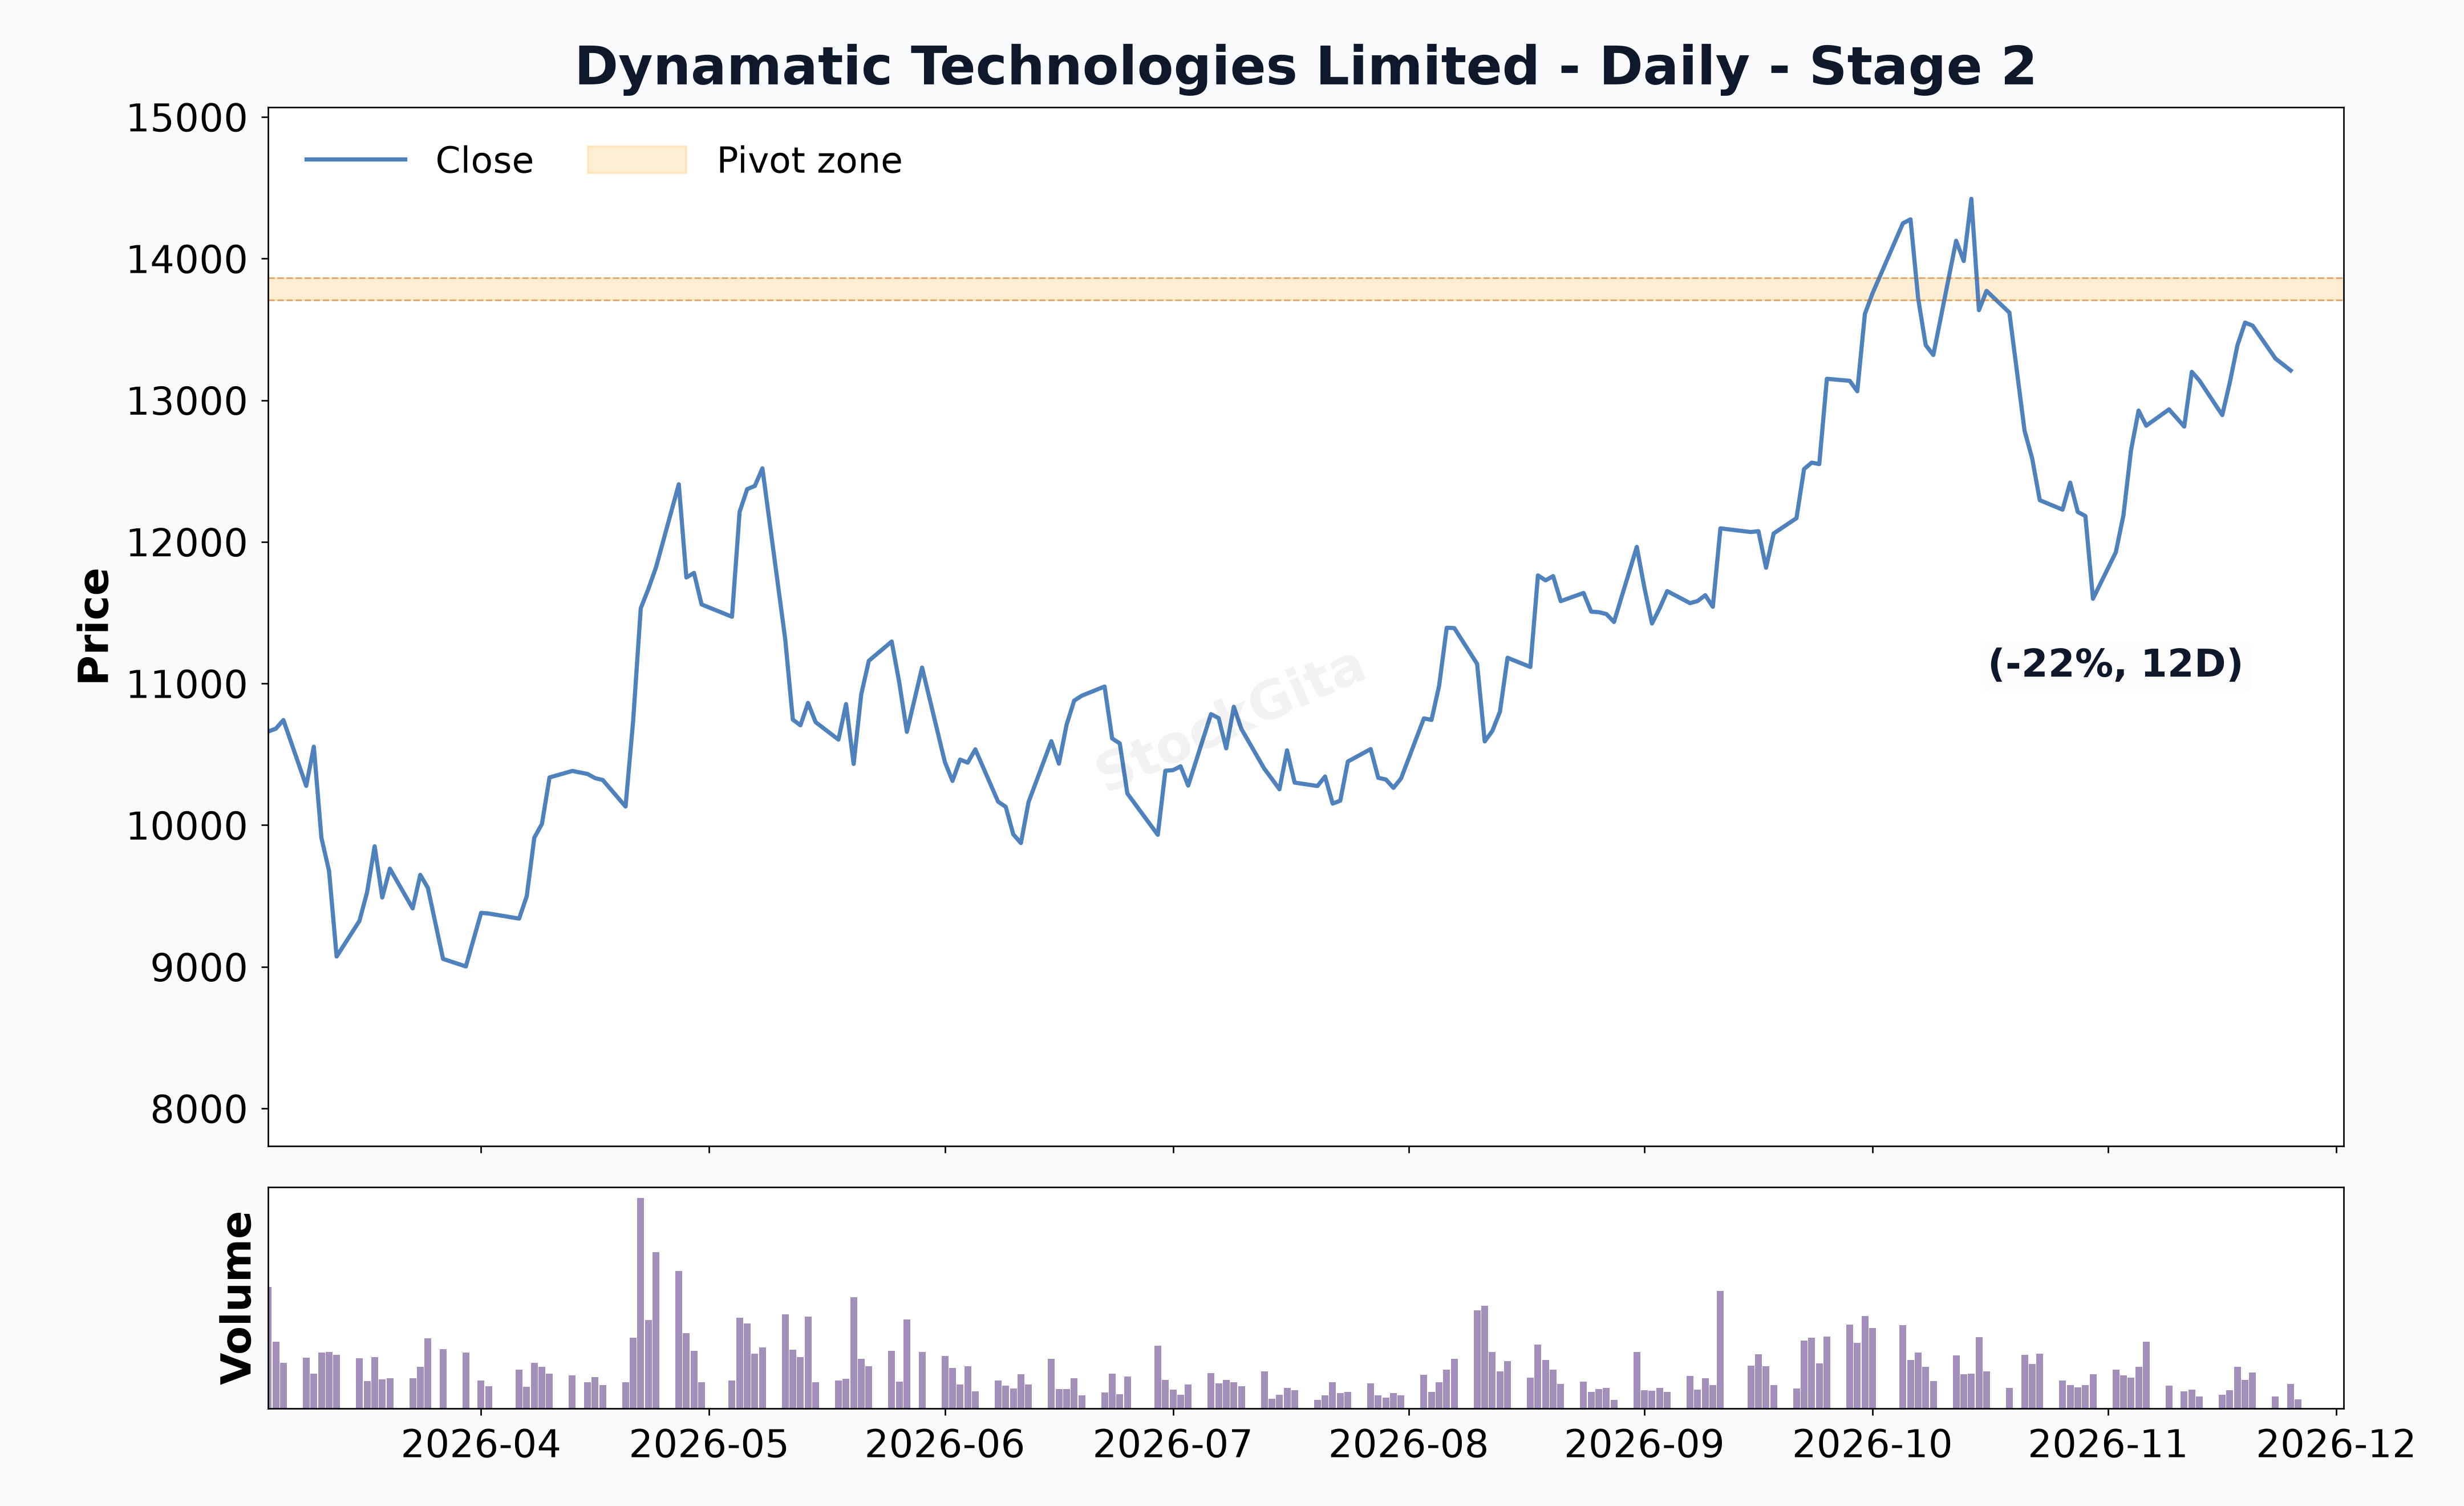 Dynamatic Technologies Limited - Daily - Stage 2
Close
Pivot zone
15000
14000
13000
12000
11000
10000
9000
8000
Price
StockGita
(-22%, 12D)
Volume
2026-04
2026-05
2026-06
2026-07
2026-08
2026-09
2026-10
2026-11
2026-12